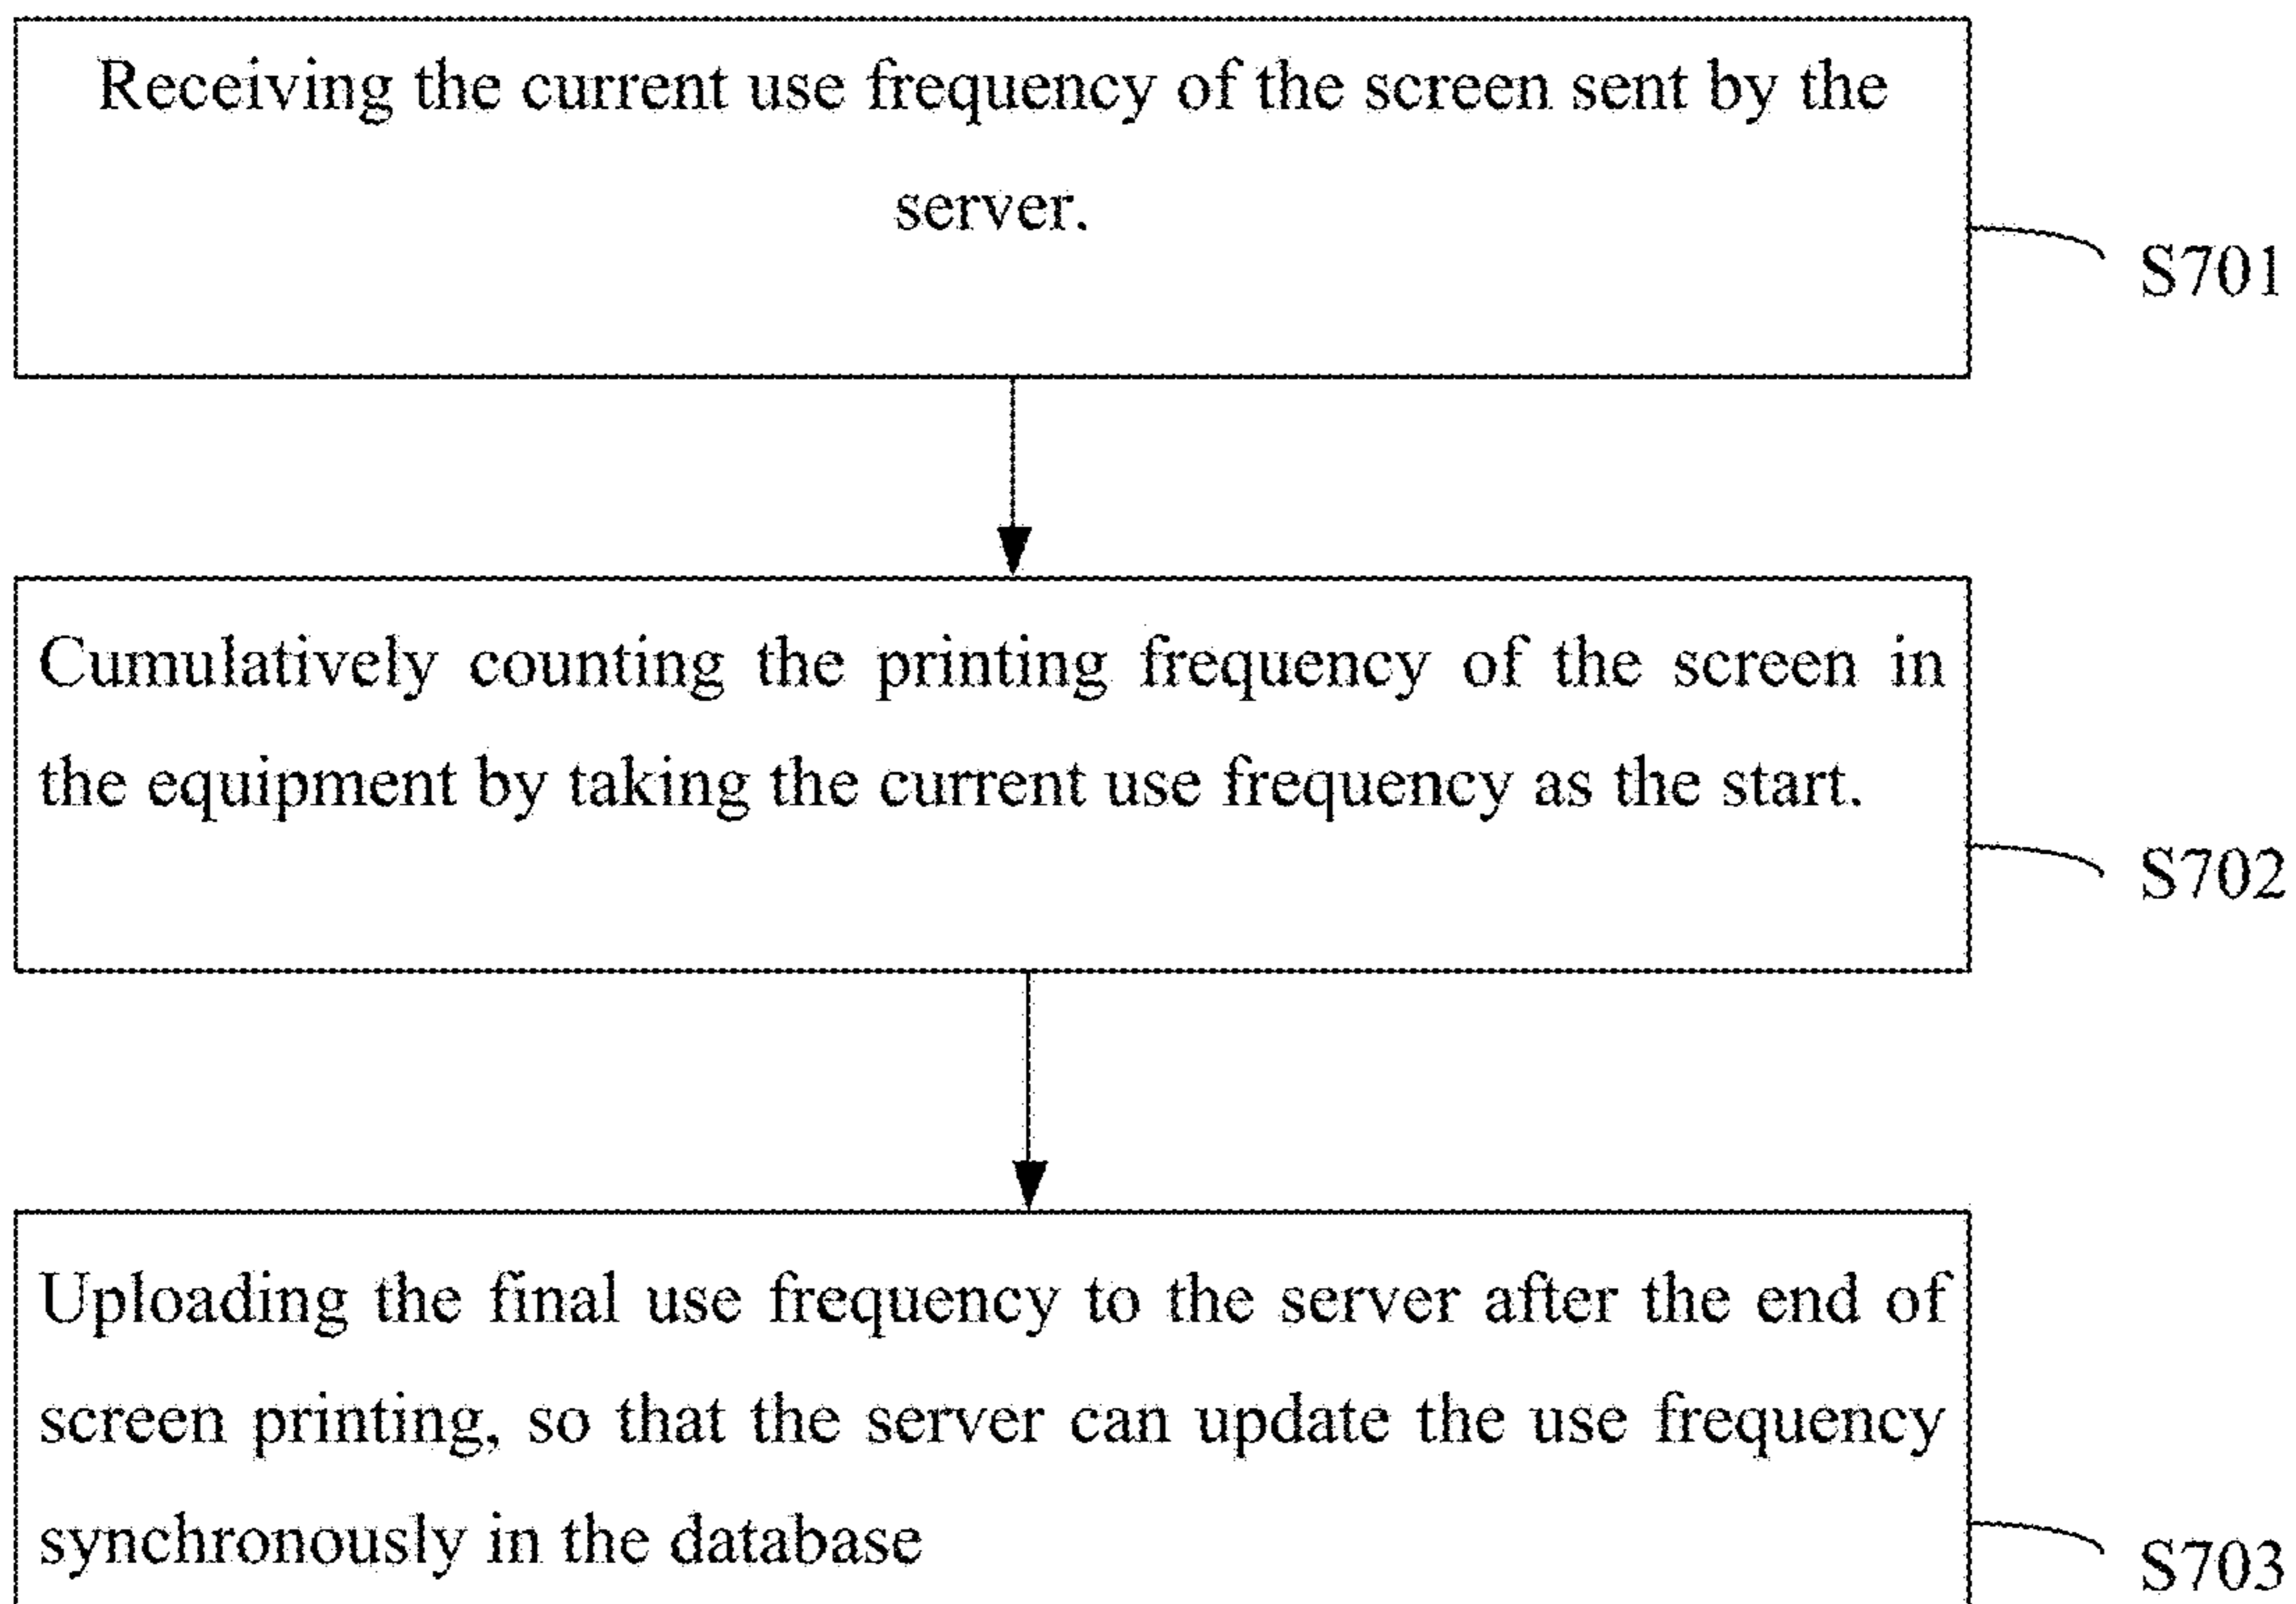 Receiving the current use frequency of the screen sent by the
server.
S701
Cumulatively counting the printing frequency of the screen in
the equipment by taking the current use frequency as the start.
S702
Uploading the final use frequency to the server after the end of
screen printing, so that the server can update the use frequency
synchronously in the database
S703